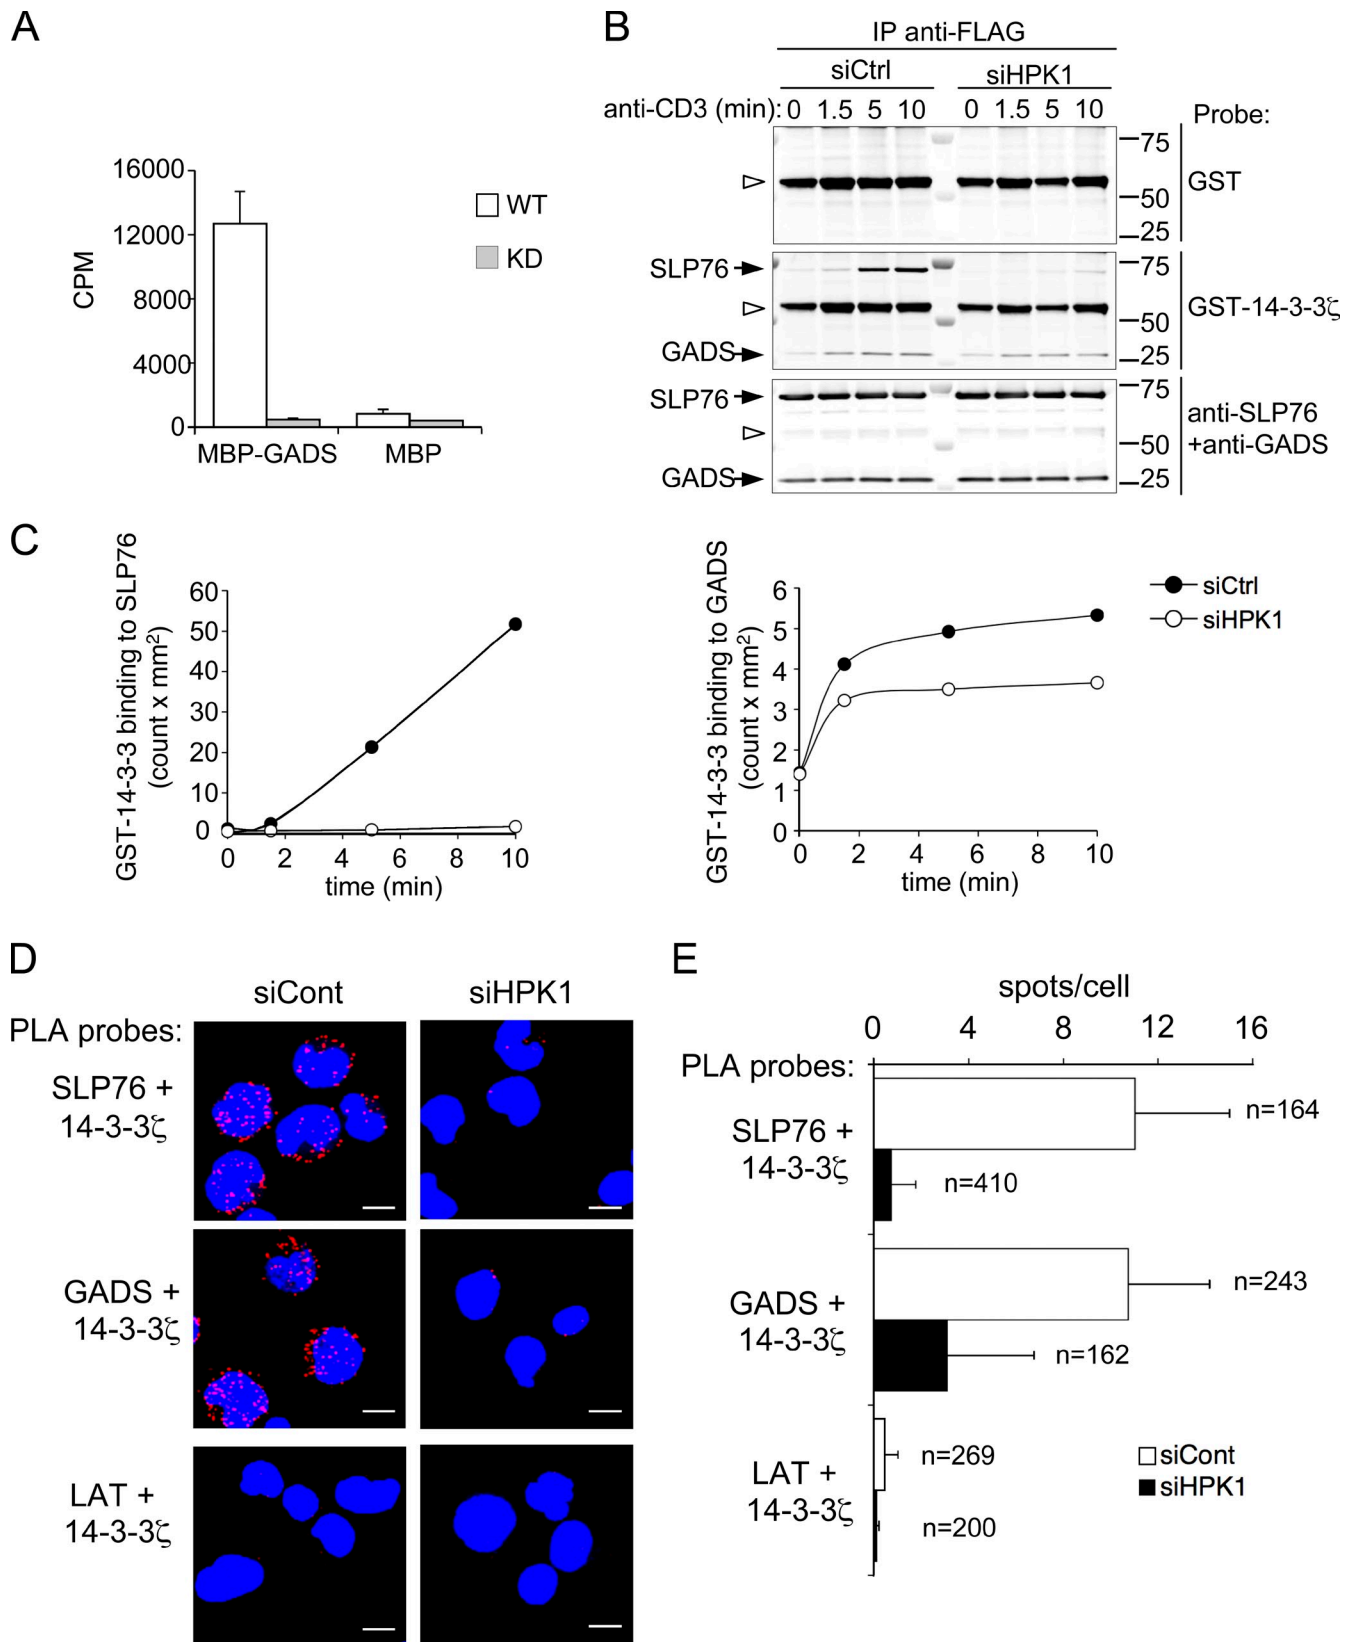 A
16000
12000
8000
4000
0
CPM
MBP-GADS MBP
WT
KD
B
IP anti-FLAG
siCtrl siHPK1
anti-CD3 (min): 0 1.5 5 10 0 1.5 5 10 Probe:
75
50
25
GST
SLP76
GADS
75
50
25
GST-14-3-3ζ
SLP76
GADS
75
50
25
anti-SLP76
+anti-GADS
C
GST-14-3-3 binding to SLP76
(count x mm2)
60
50
40
30
20
10
0
0 2 4 6 8 10
time (min)
GST-14-3-3 binding to GADS
(count x mm2)
6
5
4
3
2
1
0
0 2 4 6 8 10
time (min)
siCtrl
siHPK1
D
siCont siHPK1
PLA probes:
SLP76 +
14-3-3ζ
GADS +
14-3-3ζ
LAT +
14-3-3ζ
E
spots/cell
0 4 8 12 16
PLA probes:
SLP76 +
14-3-3ζ
n=164
n=410
GADS +
14-3-3ζ
n=243
n=162
LAT +
14-3-3ζ
n=269
n=200
siCont
siHPK1